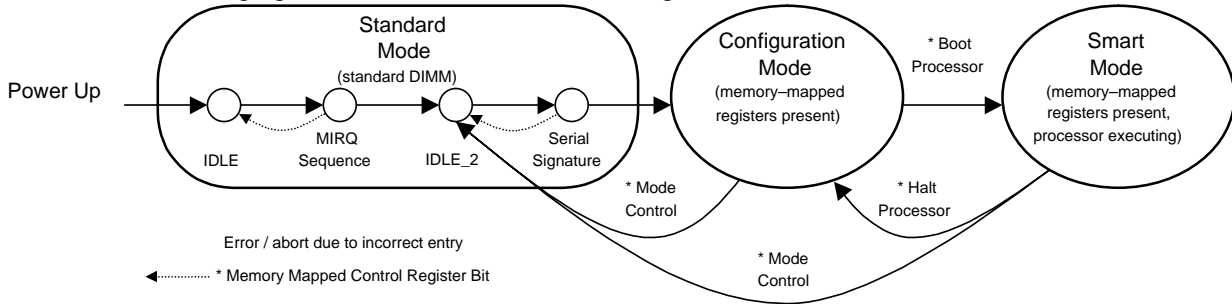 Power Up
Standard
Mode
(standard DIMM)
IDLE
MIRQ
Sequence
IDLE_2
Serial
Signature
Configuration
Mode
(memory–mapped
registers present)
* Boot
Processor
Smart
Mode
(memory–mapped
registers present,
processor executing)
* Mode
Control
* Halt
Processor
* Mode
Control
Error / abort due to incorrect entry
* Memory Mapped Control Register Bit